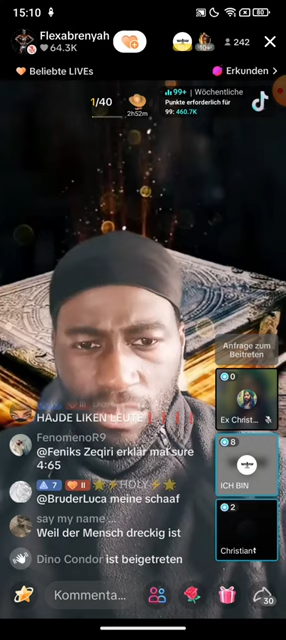 15:10
80
Flexabrenyah
64.3K
10+
242
Beliebte LIVEs
Erkunden >
1/40
2h52m
99+ | Wöchentliche
Punkte erforderlich für
99: 460.7K
Anfrage zum
Beitreten
0
Ex Christ...
8
ICH BIN
2
Christian
HAJDE LIKEN LEUTE
FenomenoR9
@Feniks Zeqiri erklär mal sure
4:65
7 II HOLY
@BruderLuca meine schaaf
say my name ...
Weil der Mensch dreckig ist
Dino Condor ist beigetreten
Kommenta...
30